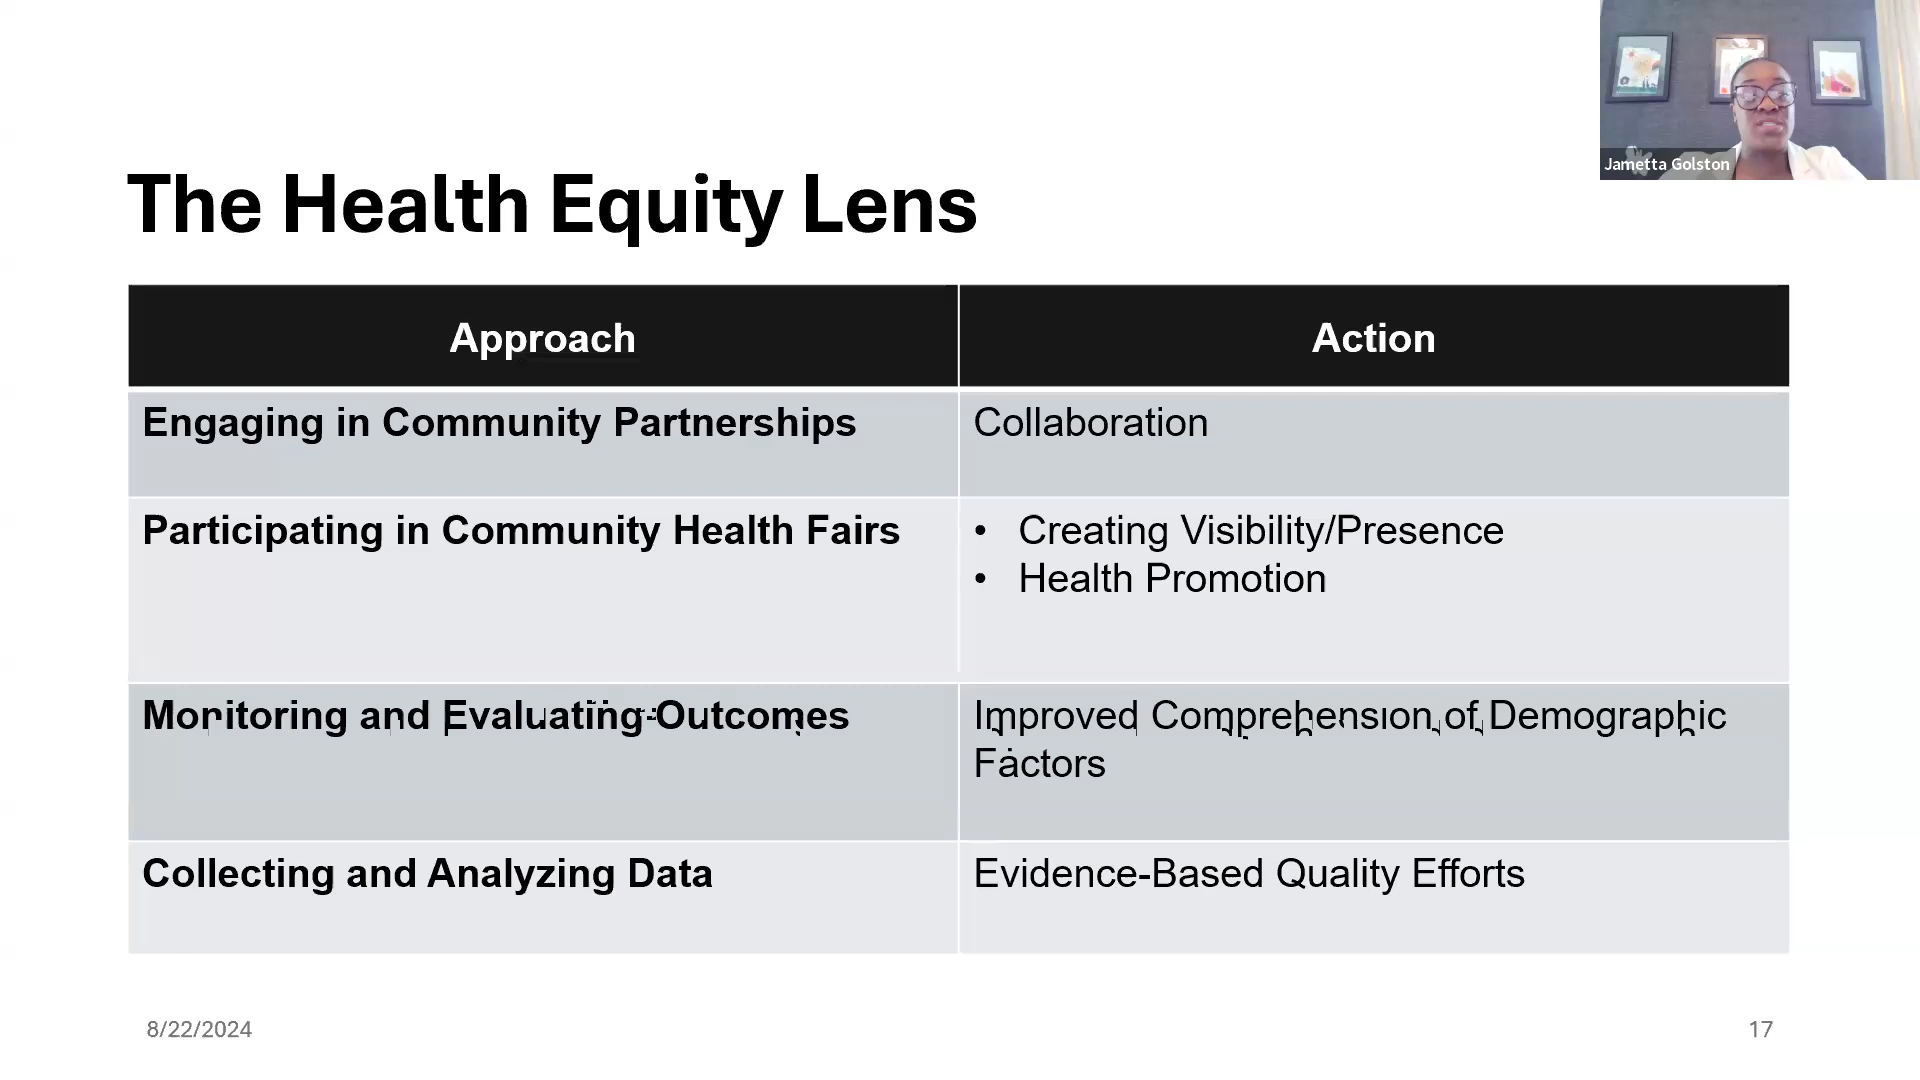 Jametta Golston
The Health Equity Lens
Approach
Action
Engaging in Community Partnerships
Collaboration
Participating in Community Health Fairs
• Creating Visibility/Presence
• Health Promotion
Monitoring and Evaluating Outcomes
Improved Comprehension of Demographic
Factors
Collecting and Analyzing Data
Evidence-Based Quality Efforts
8/22/2024
17